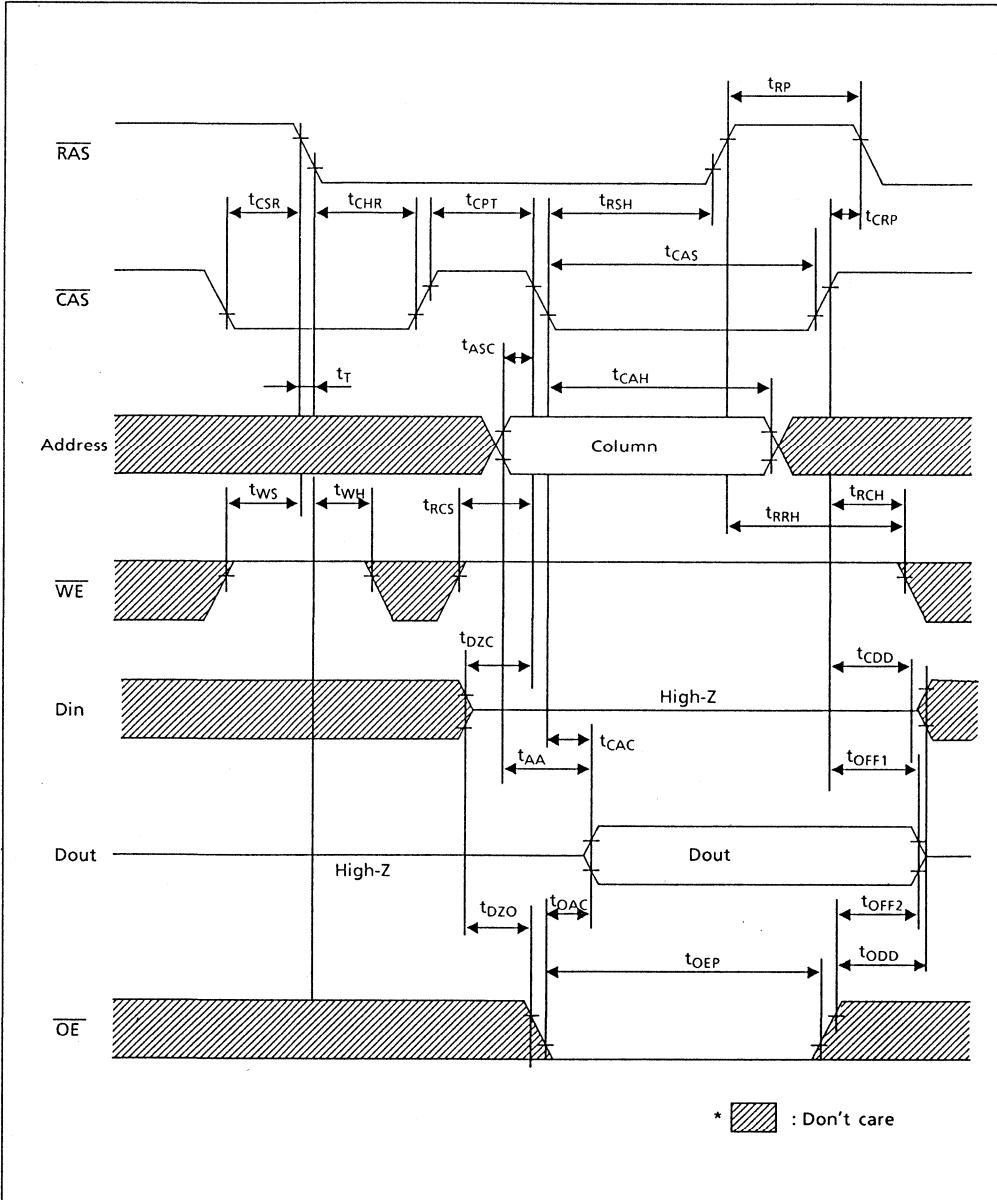 tRP
RAS
tCSR tCHR tCPT tRSH tCRP
tCAS
CAS
tASC
tT tCAH
Address Column
tWS tWH tRCS tRCH
tRRH
WE
tDZC tCDD
Din High-Z
tCAC
tAA tOFF1
Dout Dout
High-Z
tDZO tOAC tOFF2
tOEP tODD
OE
* : Don't care